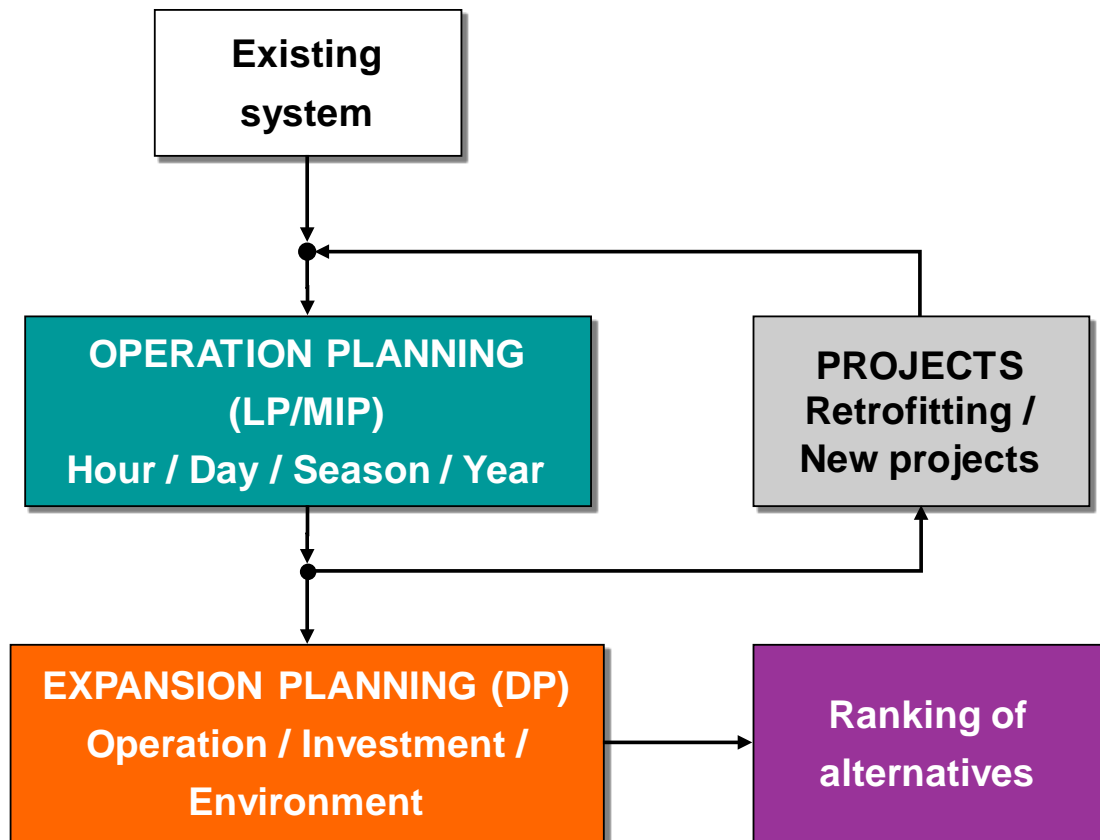 Existing
system
OPERATION PLANNING
(LP/MIP)
Hour / Day / Season / Year
PROJECTS
Retrofitting /
New projects
EXPANSION PLANNING (DP)
Operation / Investment /
Environment
Ranking of
alternatives